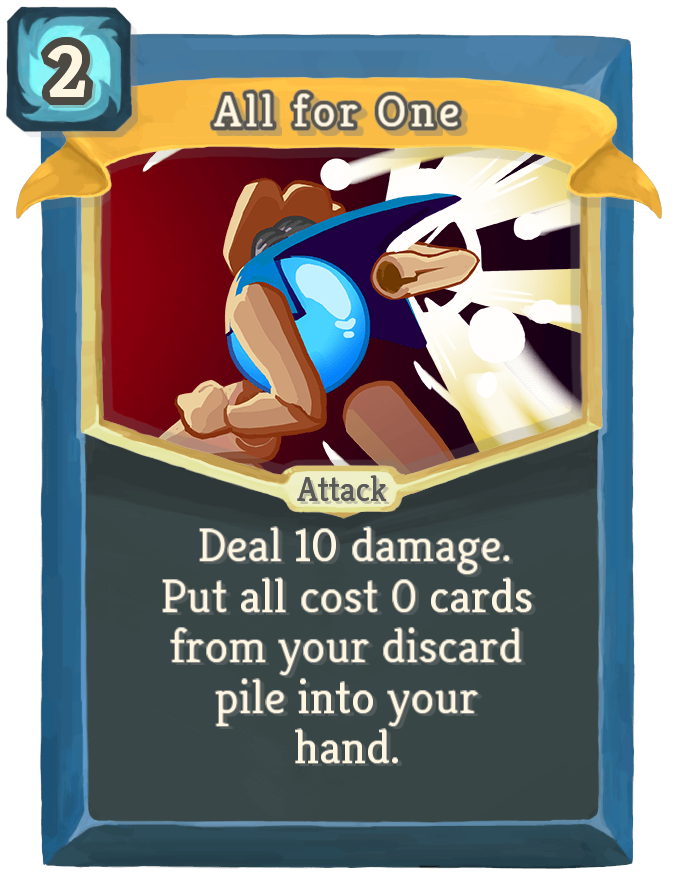 2
All for One
Attack
Deal 10 damage.
Put all cost 0 cards
from your discard
pile into your
hand.